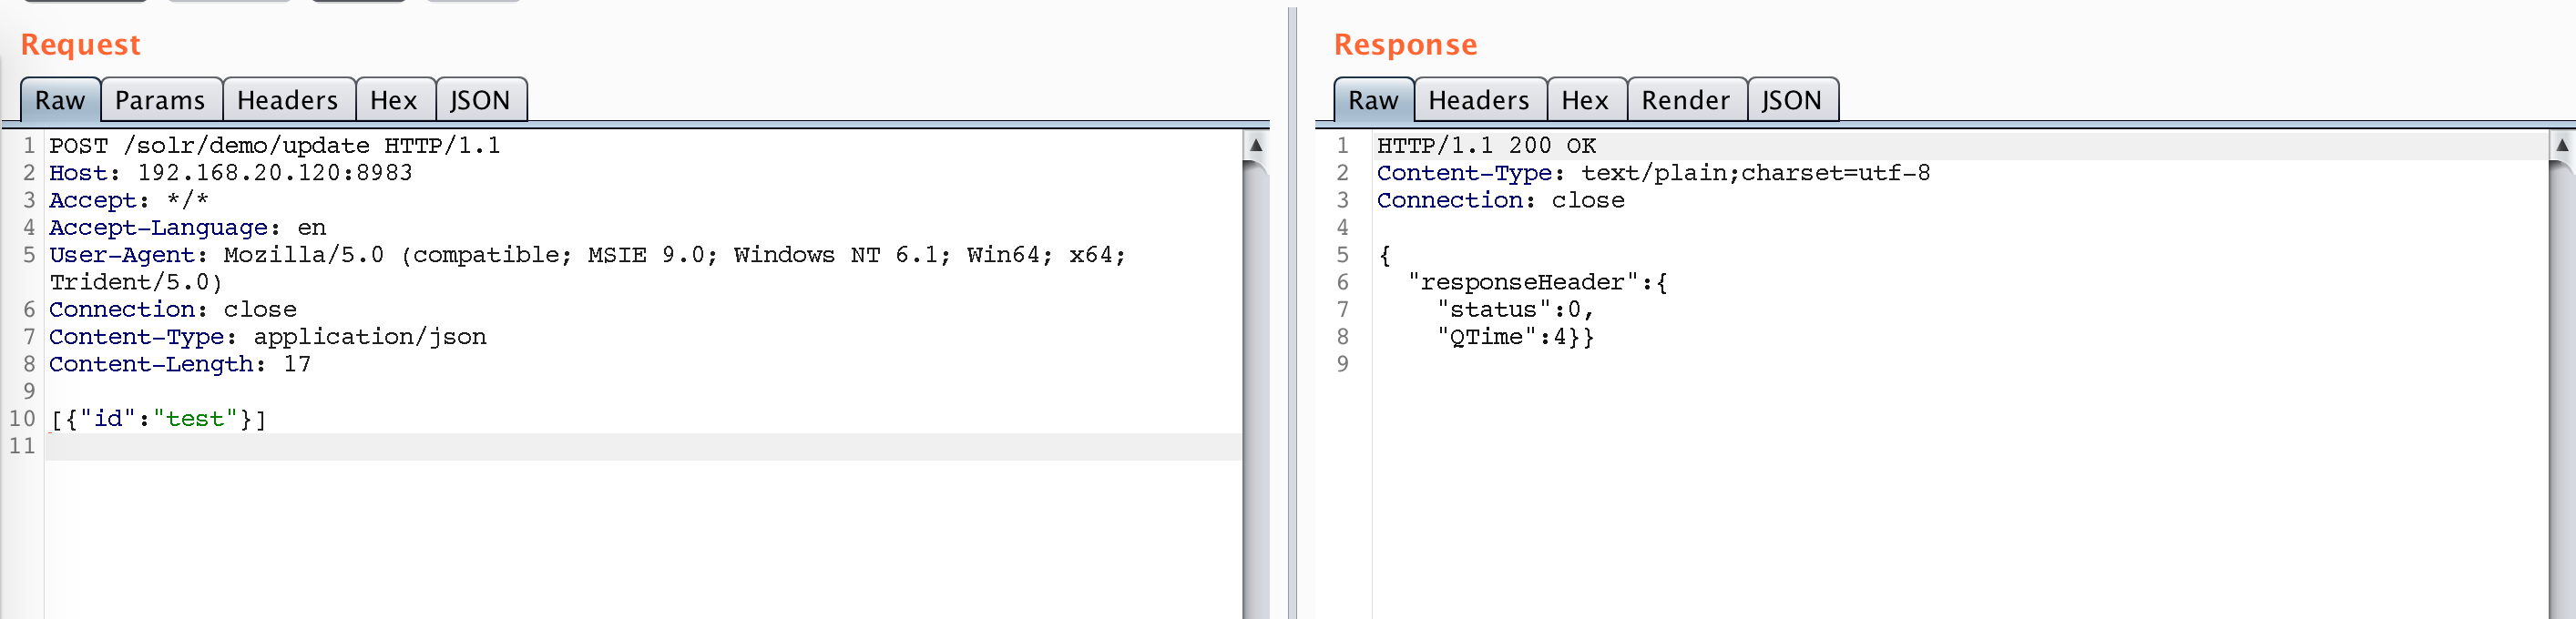 Request
Raw Params Headers Hex JSON
1 POST /solr/demo/update HTTP/1.1
2 Host: 192.168.20.120:8983
3 Accept: */*
4 Accept-Language: en
5 User-Agent: Mozilla/5.0 (compatible; MSIE 9.0; Windows NT 6.1; Win64; x64;
Trident/5.0)
6 Connection: close
7 Content-Type: application/json
8 Content-Length: 17
9
10 [{"id":"test"}]
11
Response
Raw Headers Hex Render JSON
1 HTTP/1.1 200 OK
2 Content-Type: text/plain;charset=utf-8
3 Connection: close
4
5 {
6 "responseHeader":{
7 "status":0,
8 "QTime":4}}
9